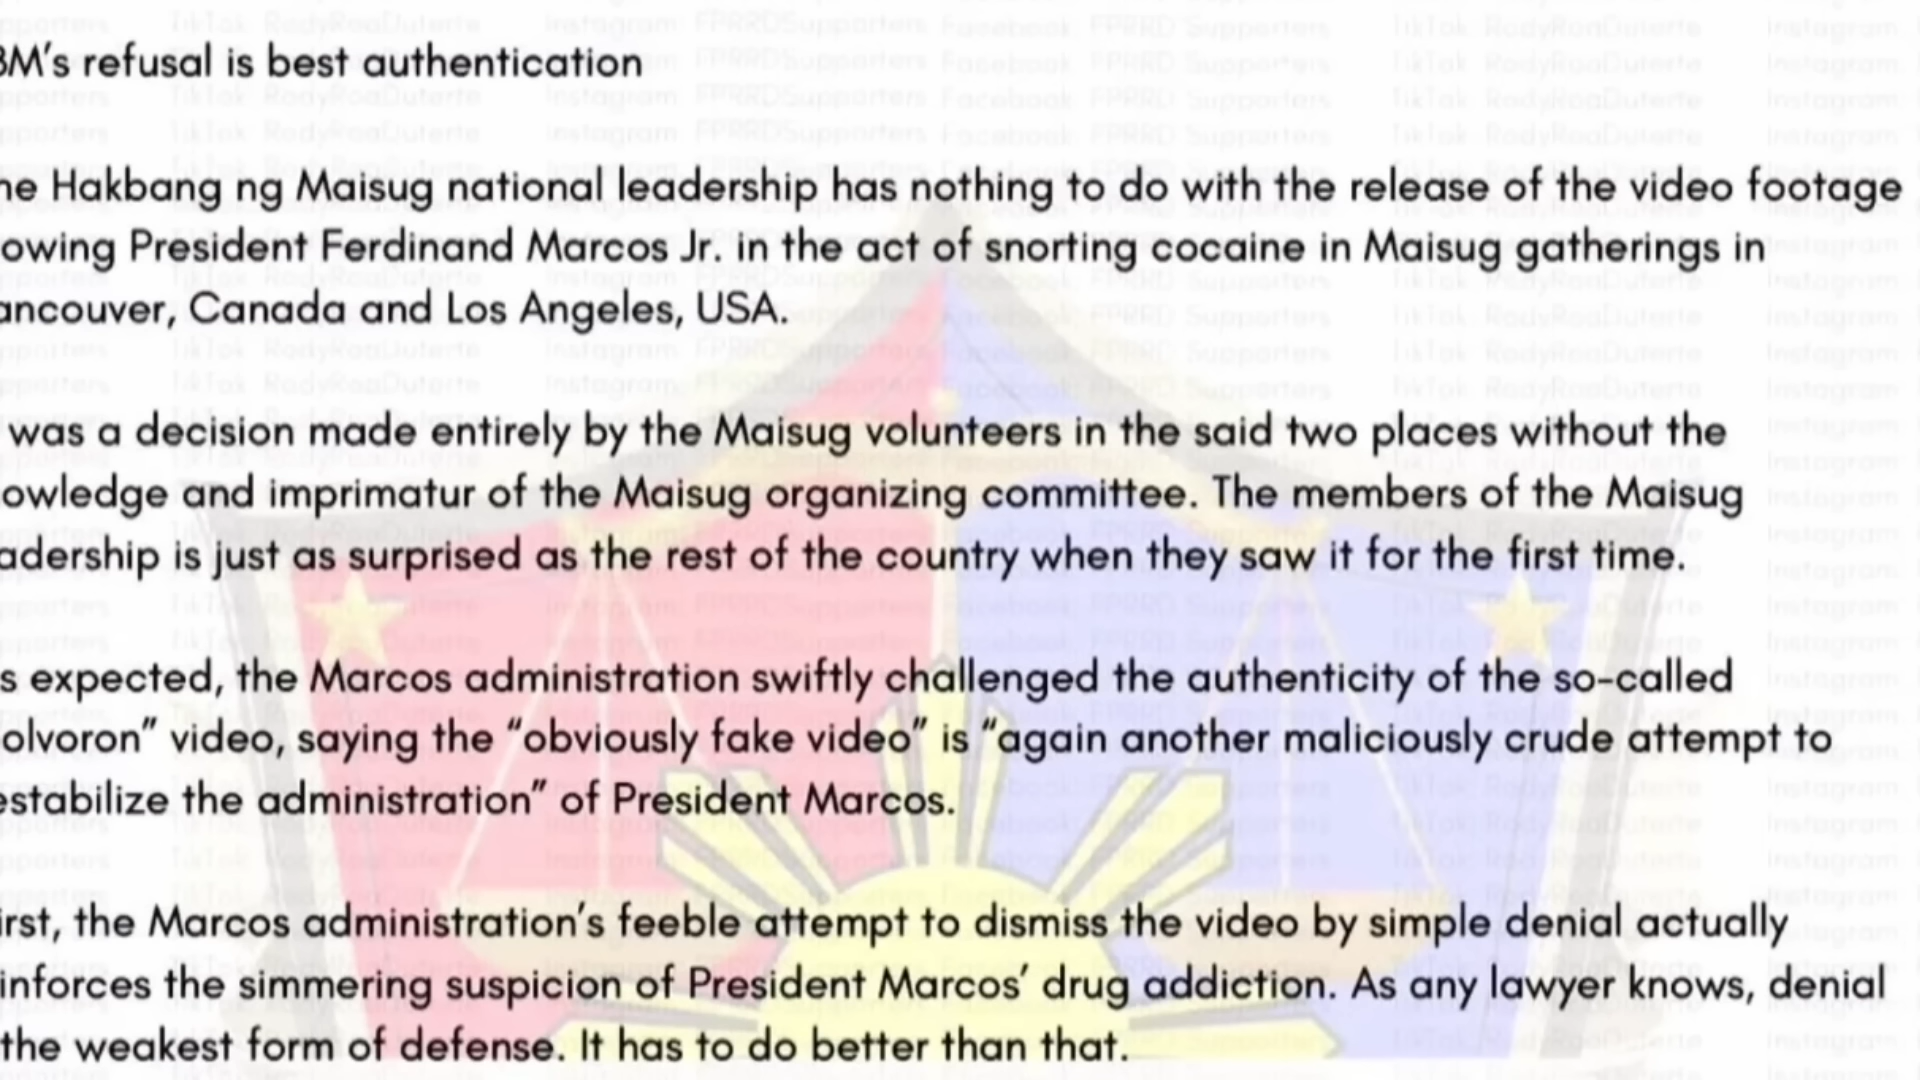 BM's refusal is best authentication
he Hakbang ng Maisug national leadership has nothing to do with the release of the video footage
owing President Ferdinand Marcos Jr. in the act of snorting cocaine in Maisug gatherings in
ancouver, Canada and Los Angeles, USA.
was a decision made entirely by the Maisug volunteers in the said two places without the
owledge and imprimatur of the Maisug organizing committee. The members of the Maisug
adership is just as surprised as the rest of the country when they saw it for the first time.
s expected, the Marcos administration swiftly challenged the authenticity of the so-called
olvoron” video, saying the “obviously fake video” is “again another maliciously crude attempt to
estabilize the administration” of President Marcos.
irst, the Marcos administration’s feeble attempt to dismiss the video by simple denial actually
inforces the simmering suspicion of President Marcos’ drug addiction. As any lawyer knows, denial
the weakest form of defense. It has to do better than that.